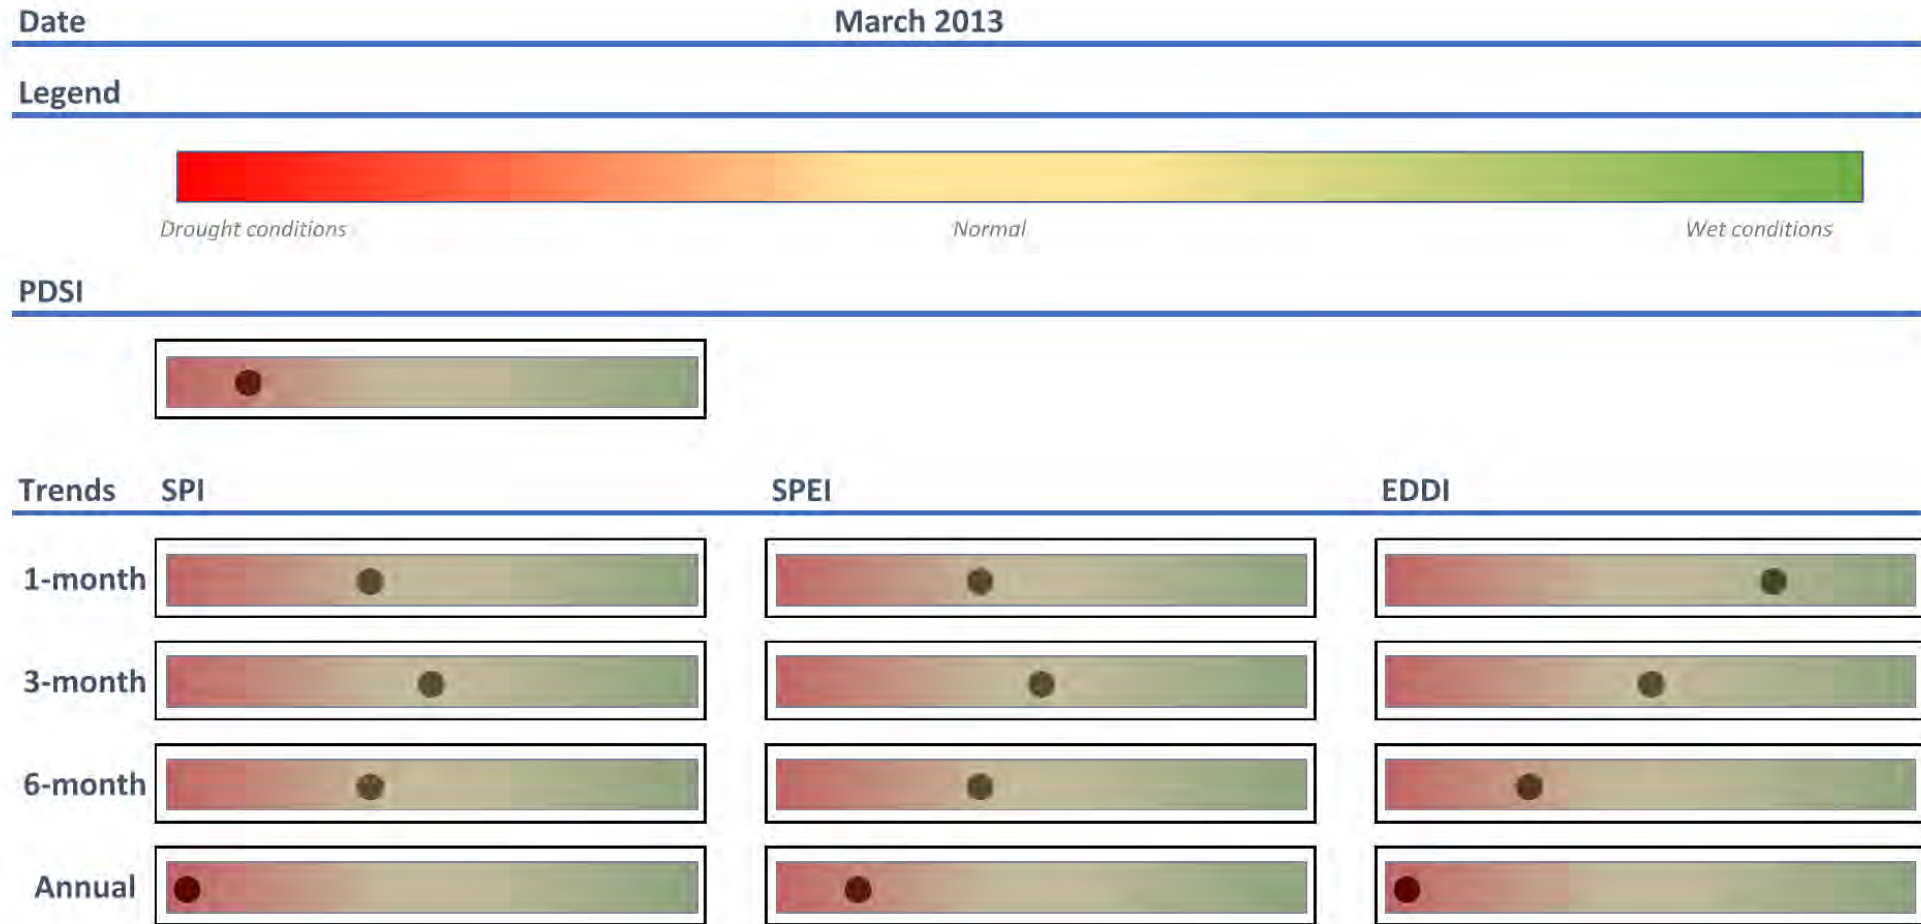 Date March 2013
Legend
Drought conditions Normal Wet conditions
PDSI
Trends SPI SPEI EDDI
1-month
3-month
6-month
Annual